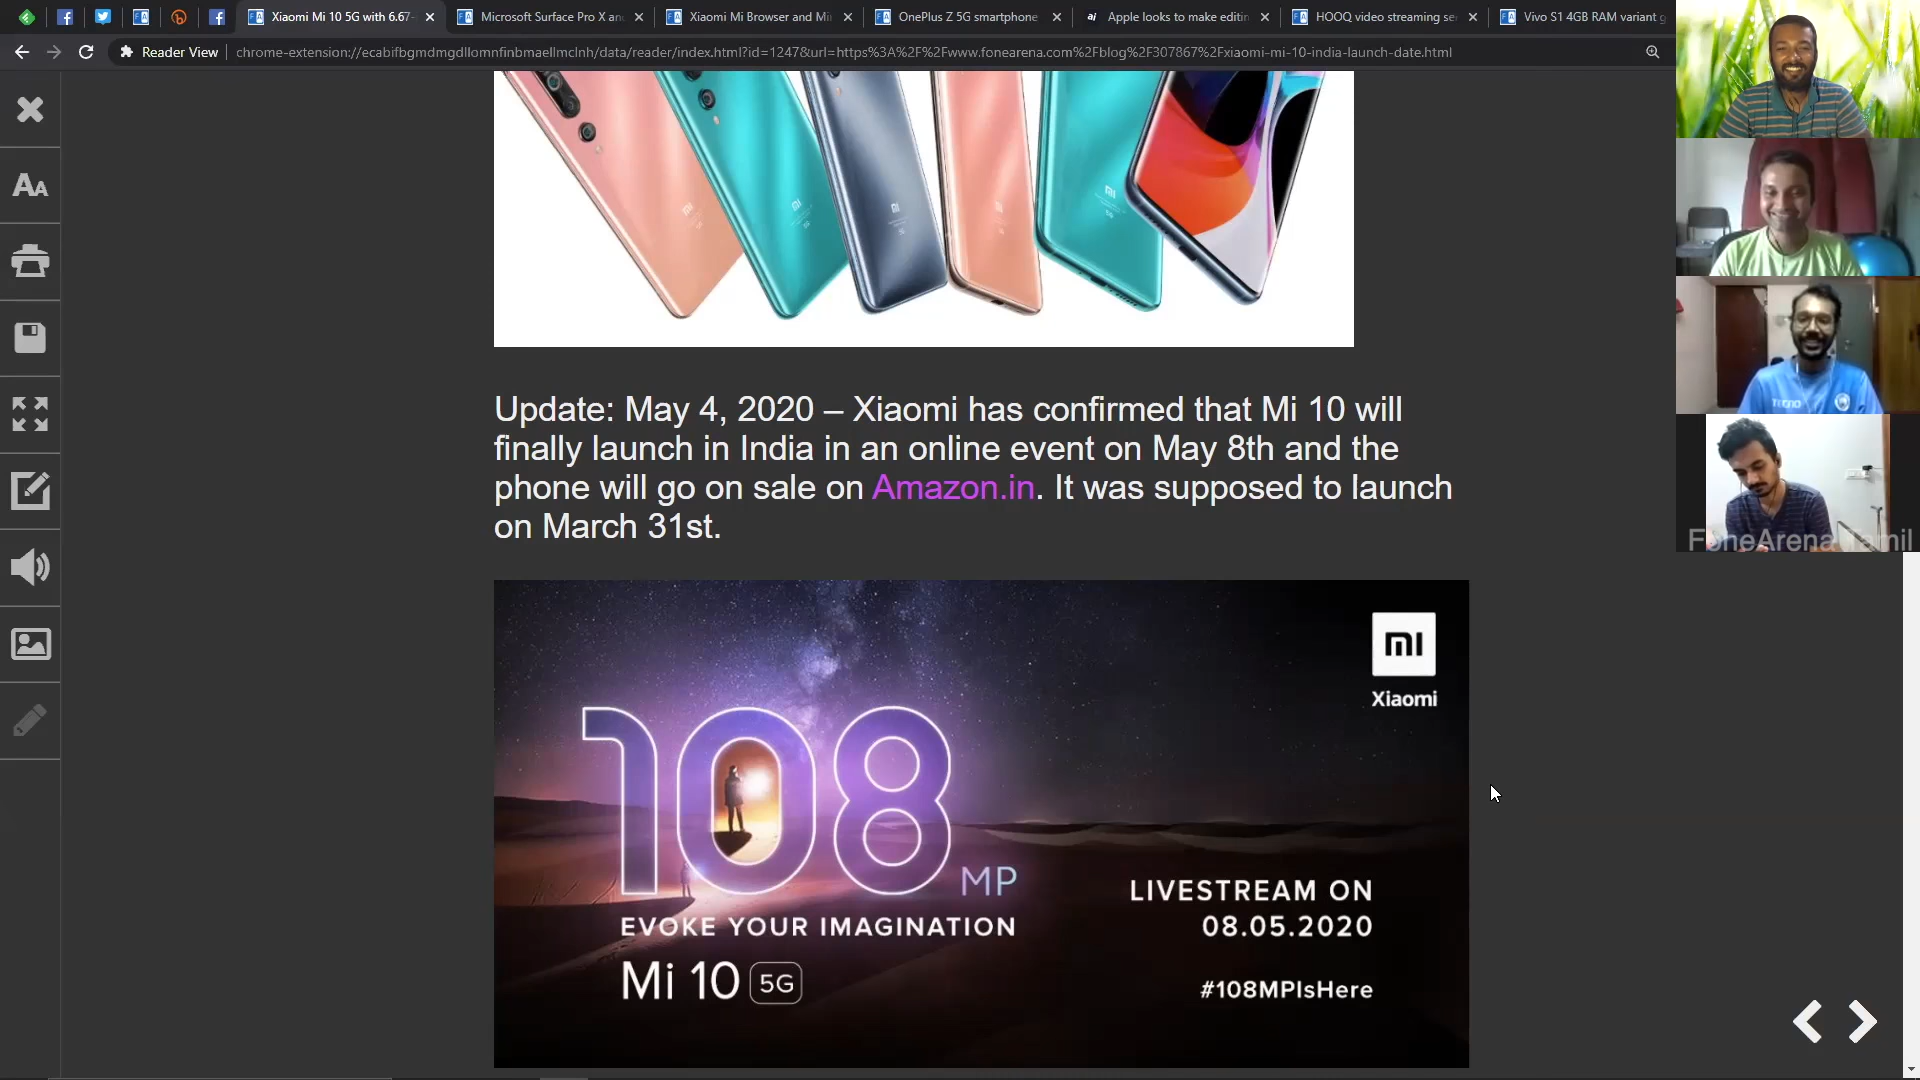 Xiaomi Mi 10 5G with 6.67-
Microsoft Surface Pro X and
Xiaomi Mi Browser and Min
OnePlus Z 5G smartphone
Apple looks to make editin
HOOQ video streaming se
Vivo S1 4GB RAM variant g
Reader View
chrome-extension://ecabifbgmdmgdllomnfinbmaellmclnh/data/reader/index.html?id=1247&url=https%3A%2F%2Fwww.fonearena.com%2Fblog%2F307867%2Fxiaomi-mi-10-india-launch-date.html
AA
Update: May 4, 2020 – Xiaomi has confirmed that Mi 10 will
finally launch in India in an online event on May 8th and the
phone will go on sale on Amazon.in. It was supposed to launch
on March 31st.
TECNO
FoneArena Tamil
mi
Xiaomi
108
MP
EVOKE YOUR IMAGINATION
Mi 10 5G
LIVESTREAM ON
08.05.2020
#108MPIsHere